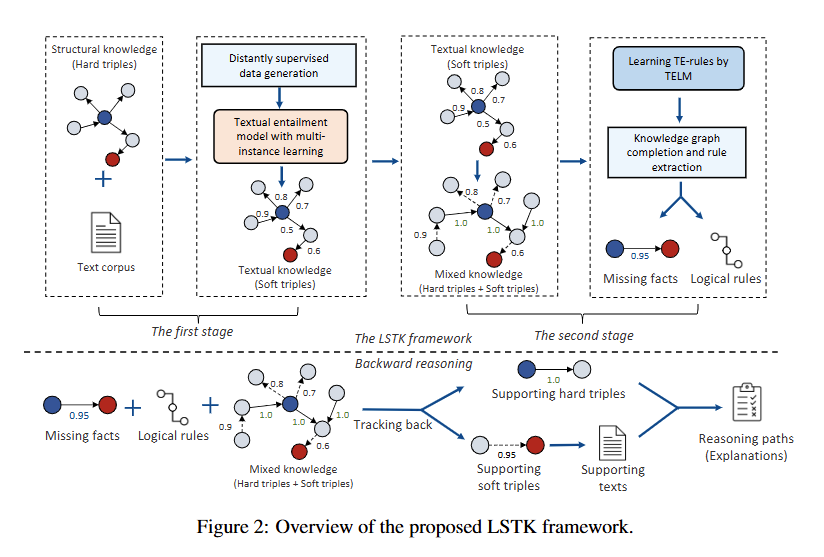 Structural knowledge
(Hard triples)
Text corpus
Distantly supervised
data generation
Textual entailment
model with multi-
instance learning
0.8
0.7
0.9
0.5
0.6
Textual knowledge
(Soft triples)
Textual knowledge
(Soft triples)
0.8
0.7
0.9
0.5
0.6
0.8
0.7
1.0
1.0
1.0
0.9
0.6
Mixed knowledge
(Hard triples + Soft triples)
Learning TE-rules by
TELM
Knowledge graph
completion and rule
extraction
0.95
Missing facts
Logical rules
The first stage
The LSTK framework
The second stage
Backward reasoning
0.95
Missing facts
Logical rules
0.8
0.7
1.0
1.0
1.0
0.9
0.6
Mixed knowledge
(Hard triples + Soft triples)
Tracking back
1.0
Supporting hard triples
0.95
Supporting
soft triples
Supporting
texts
Reasoning paths
(Explanations)
Figure 2: Overview of the proposed LSTK framework.